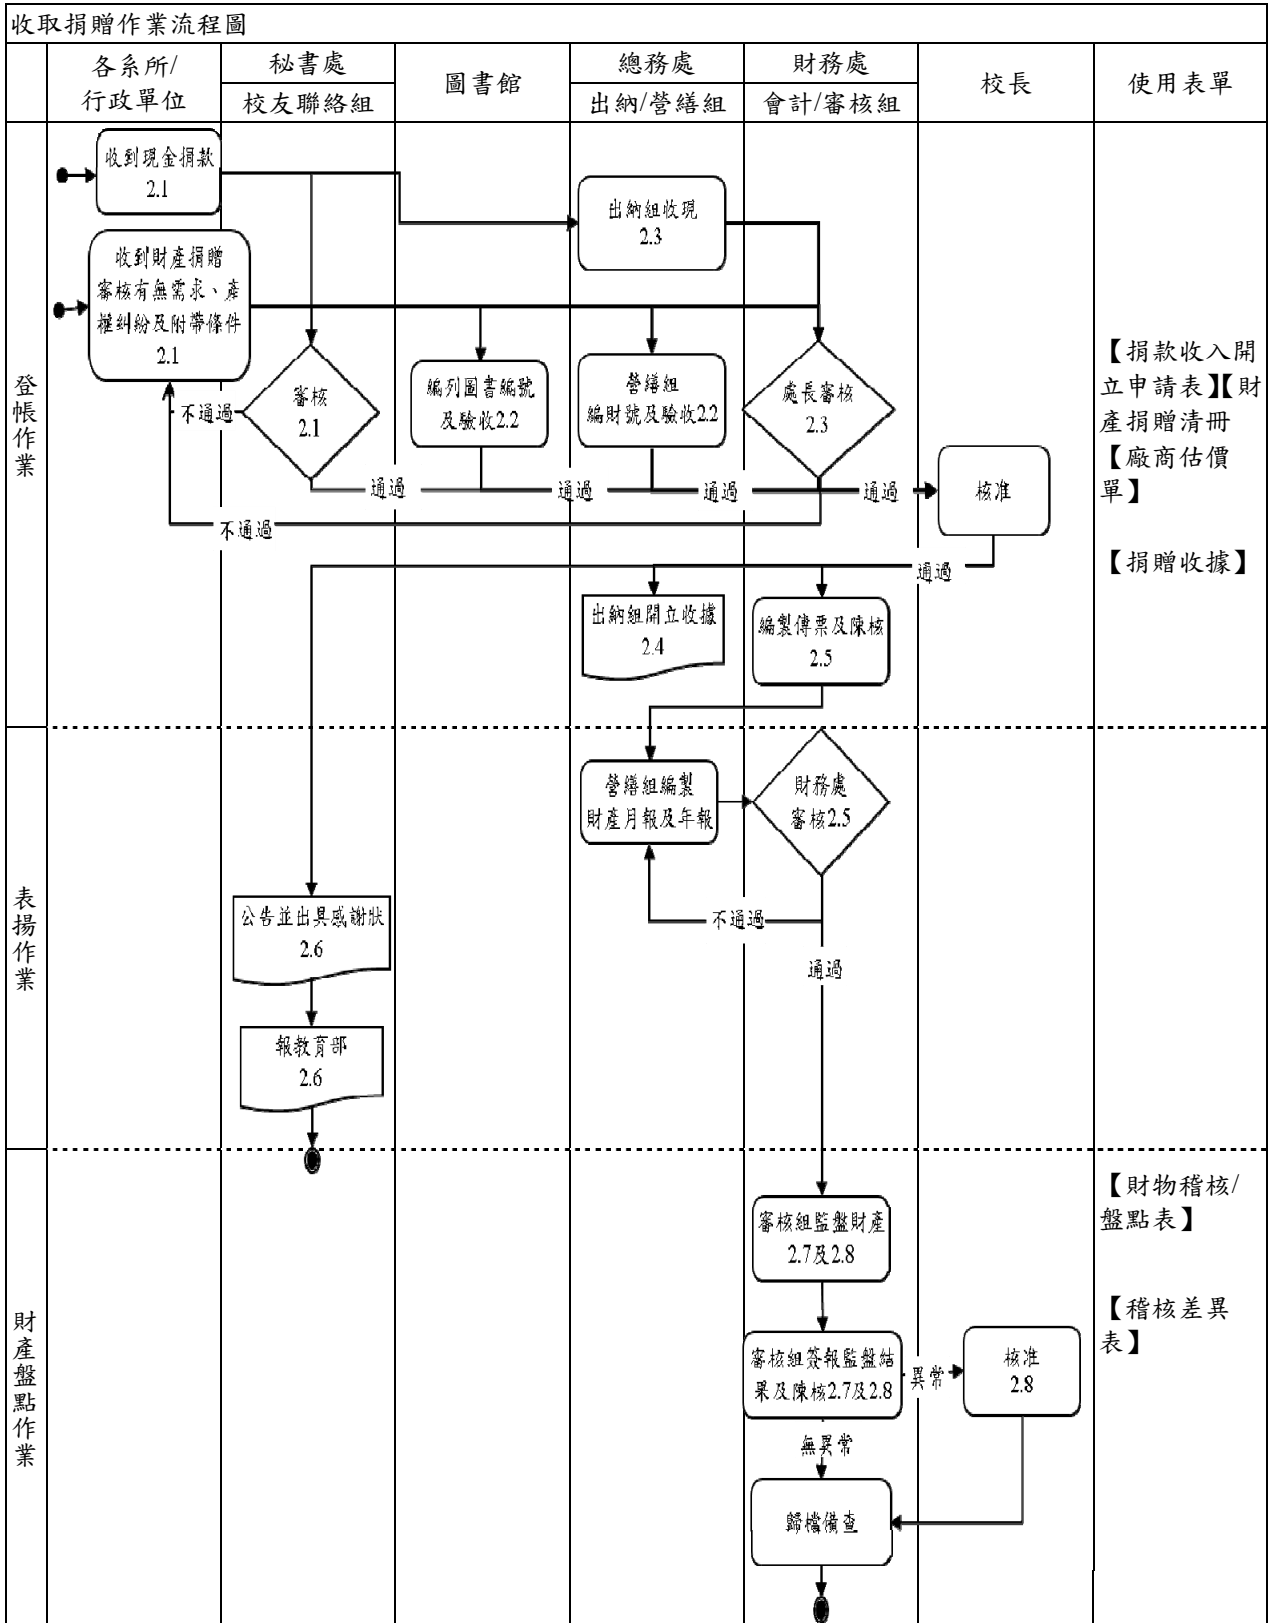 收取捐贈作業流程圖
各系所/
行政單位
秘書處
校友聯絡組
圖書館
總務處
出納/營繕組
財務處
會計/審核組
校長
使用表單
登帳作業
收到現金捐款
2.1
收到財產捐贈
審核有無需求、產
權糾紛及附帶條件
2.1
出納組收現
2.3
審核
2.1
不通過
編列圖書編號
及驗收2.2
營繕組
編財號及驗收2.2
處長審核
2.3
通過
通過
通過
通過
核准
不通過
通過
【捐款收入開
立申請表】【財
產捐贈清冊
【廠商估價
單】
【捐贈收據】
出納組開立收據
2.4
編製傳票及陳核
2.5
表揚作業
營繕組編製
財產月報及年報
財務處
審核2.5
不通過
通過
公告並出具感謝狀
2.6
報教育部
2.6
財產盤點作業
審核組監盤財產
2.7及2.8
審核組簽報監盤結
果及陳核2.7及2.8
異常
核准
2.8
無異常
歸檔備查
【財物稽核/
盤點表】
【稽核差異
表】